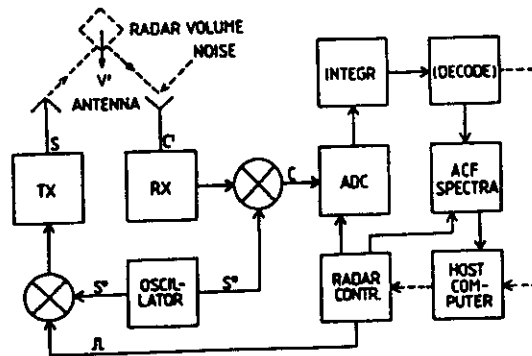 RADAR VOLUME
NOISE
V'
ANTENNA
S
C'
TX
RX
C
INTEGR
(DECODE)
ADC
ACF
SPECTRA
S°
OSCIL-
LATOR
S°
RADAR
CONTR.
HOST
COM-
PUTER